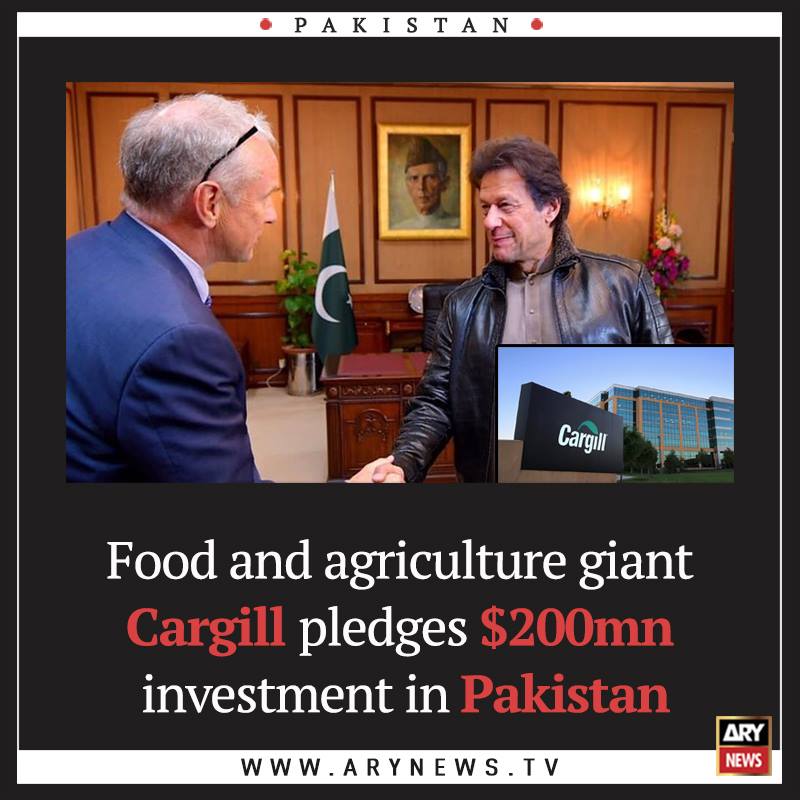 PAKISTAN
Cargill
Food and agriculture giant
Cargill pledges $200mn
investment in Pakistan
ARY
NEWS
WWW.ARYNEWS.TV